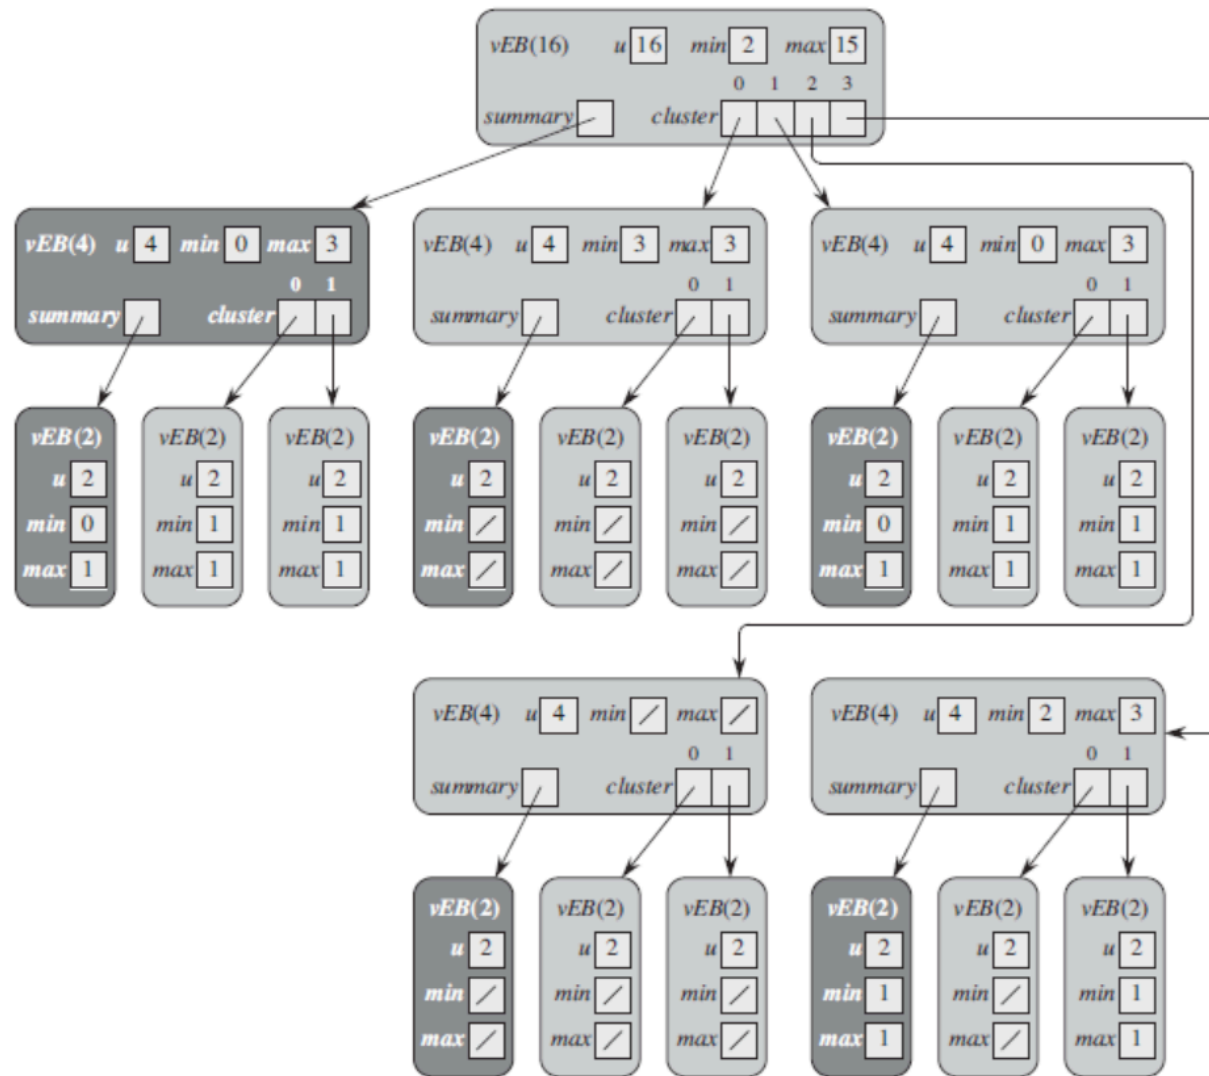 vEB(16) u 16 min 2 max 15
0 1 2 3
summary cluster
vEB(4) u 4 min 0 max 3
0 1
summary cluster
vEB(4) u 4 min 3 max 3
0 1
summary cluster
vEB(4) u 4 min 0 max 3
0 1
summary cluster
vEB(2) vEB(2) vEB(2)
u 2 u 2 u 2
min 0 min 1 min 1
max 1 max 1 max 1
vEB(2) vEB(2) vEB(2)
u 2 u 2 u 2
min / min / min /
max / max / max /
vEB(2) vEB(2) vEB(2)
u 2 u 2 u 2
min 0 min 1 min 1
max 1 max 1 max 1
vEB(4) u 4 min / max /
0 1
summary cluster
vEB(4) u 4 min 2 max 3
0 1
summary cluster
vEB(2) vEB(2) vEB(2)
u 2 u 2 u 2
min / min / min /
max / max / max /
vEB(2) vEB(2) vEB(2)
u 2 u 2 u 2
min 1 min / min 1
max 1 max / max 1